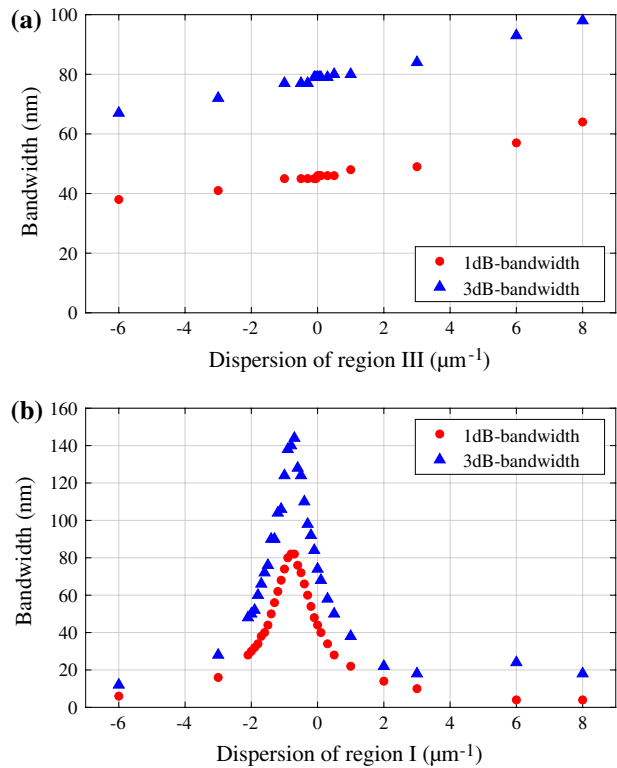 (a)
100
80
60
40
20
0
Bandwidth (nm)
1dB-bandwidth
3dB-bandwidth
-6 -4 -2 0 2 4 6 8
Dispersion of region III (µm⁻¹)
(b)
160
140
120
100
80
60
40
20
0
Bandwidth (nm)
1dB-bandwidth
3dB-bandwidth
-6 -4 -2 0 2 4 6 8
Dispersion of region I (µm⁻¹)